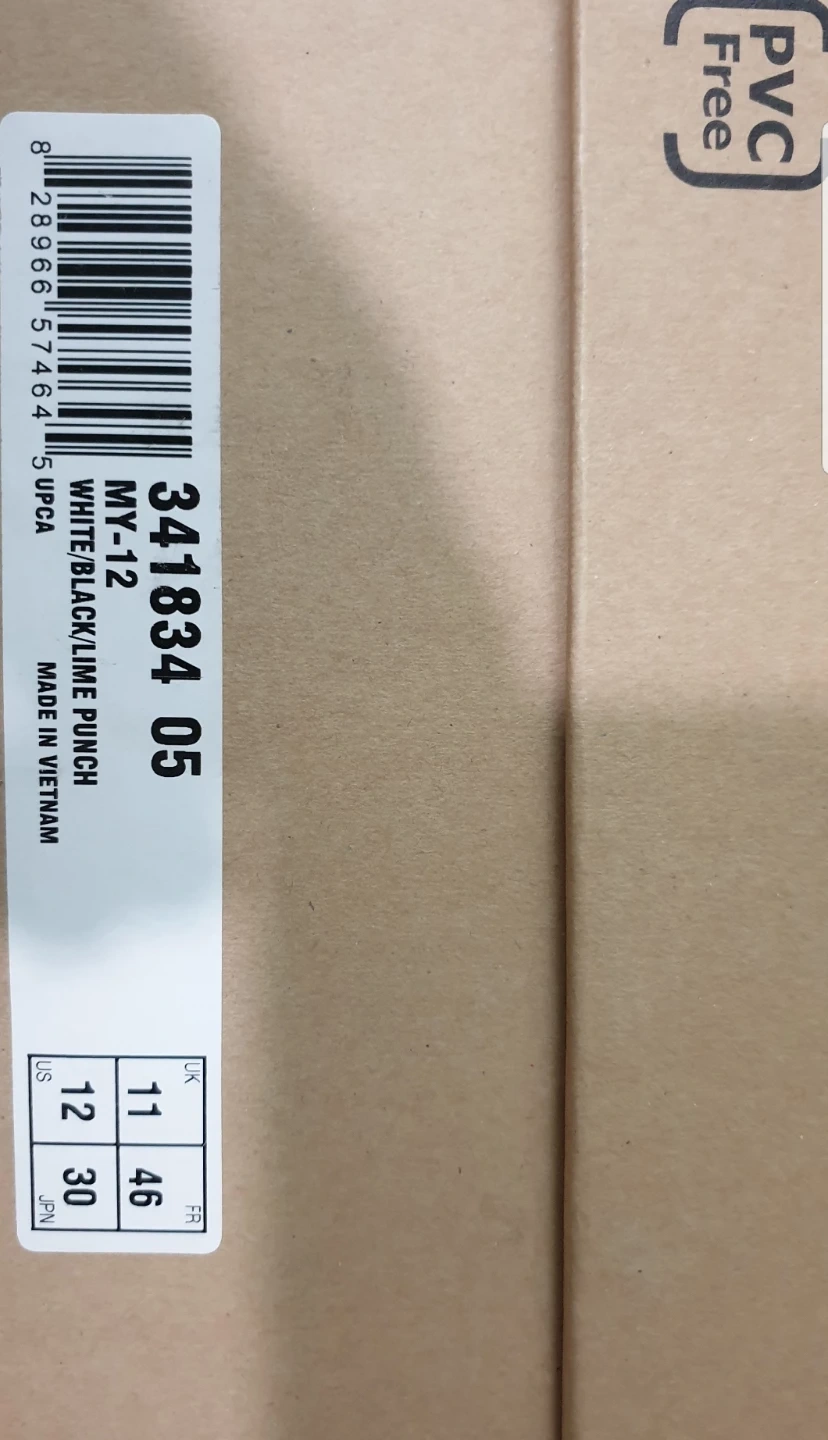 PVC
Free
341834 05
MY-12
WHITE/BLACK/LIME PUNCH
8 28966 57464 5 UPCA
MADE IN VIETNAM
UK 11 46 FR
US 12 30 JPN